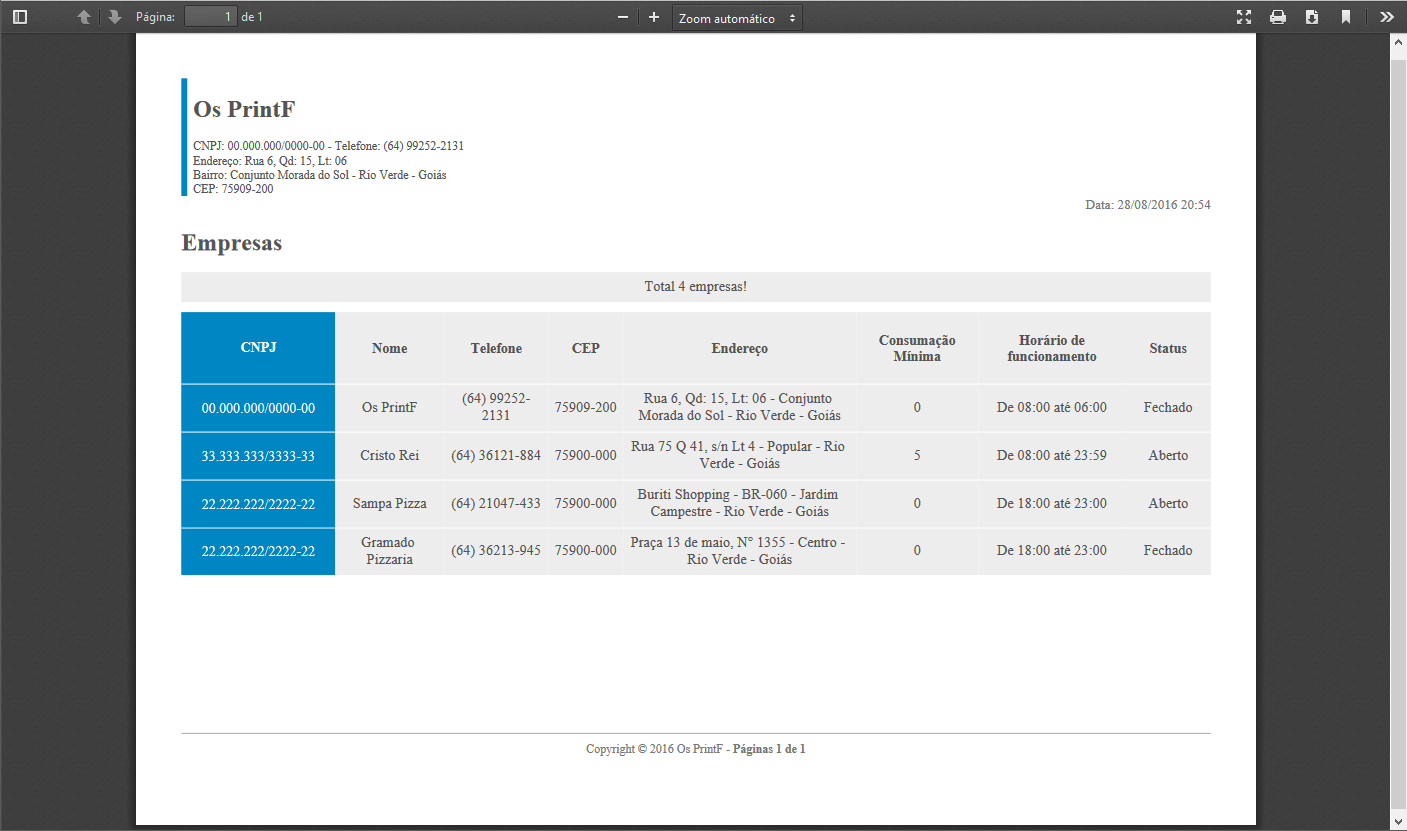 Página: 1 de 1 Zoom automático
Os PrintF
CNPJ: 00.000.000/0000-00 - Telefone: (64) 99252-2131
Endereço: Rua 6, Qd: 15, Lt: 06
Bairro: Conjunto Morada do Sol - Rio Verde - Goiás
CEP: 75909-200
Data: 28/08/2016 20:54
Empresas
Total 4 empresas!
CNPJ Nome Telefone CEP Endereço Consumação Mínima Horário de funcionamento Status
00.000.000/0000-00 Os PrintF (64) 99252-2131 75909-200 Rua 6, Qd: 15, Lt: 06 - Conjunto Morada do Sol - Rio Verde - Goiás 0 De 08:00 até 06:00 Fechado
33.333.333/3333-33 Cristo Rei (64) 36121-884 75900-000 Rua 75 Q 41, s/n Lt 4 - Popular - Rio Verde - Goiás 5 De 08:00 até 23:59 Aberto
22.222.222/2222-22 Sampa Pizza (64) 21047-433 75900-000 Buriti Shopping - BR-060 - Jardim Campestre - Rio Verde - Goiás 0 De 18:00 até 23:00 Aberto
22.222.222/2222-22 Gramado Pizzaria (64) 36213-945 75900-000 Praça 13 de maio, N° 1355 - Centro - Rio Verde - Goiás 0 De 18:00 até 23:00 Fechado
Copyright © 2016 Os PrintF - Páginas 1 de 1